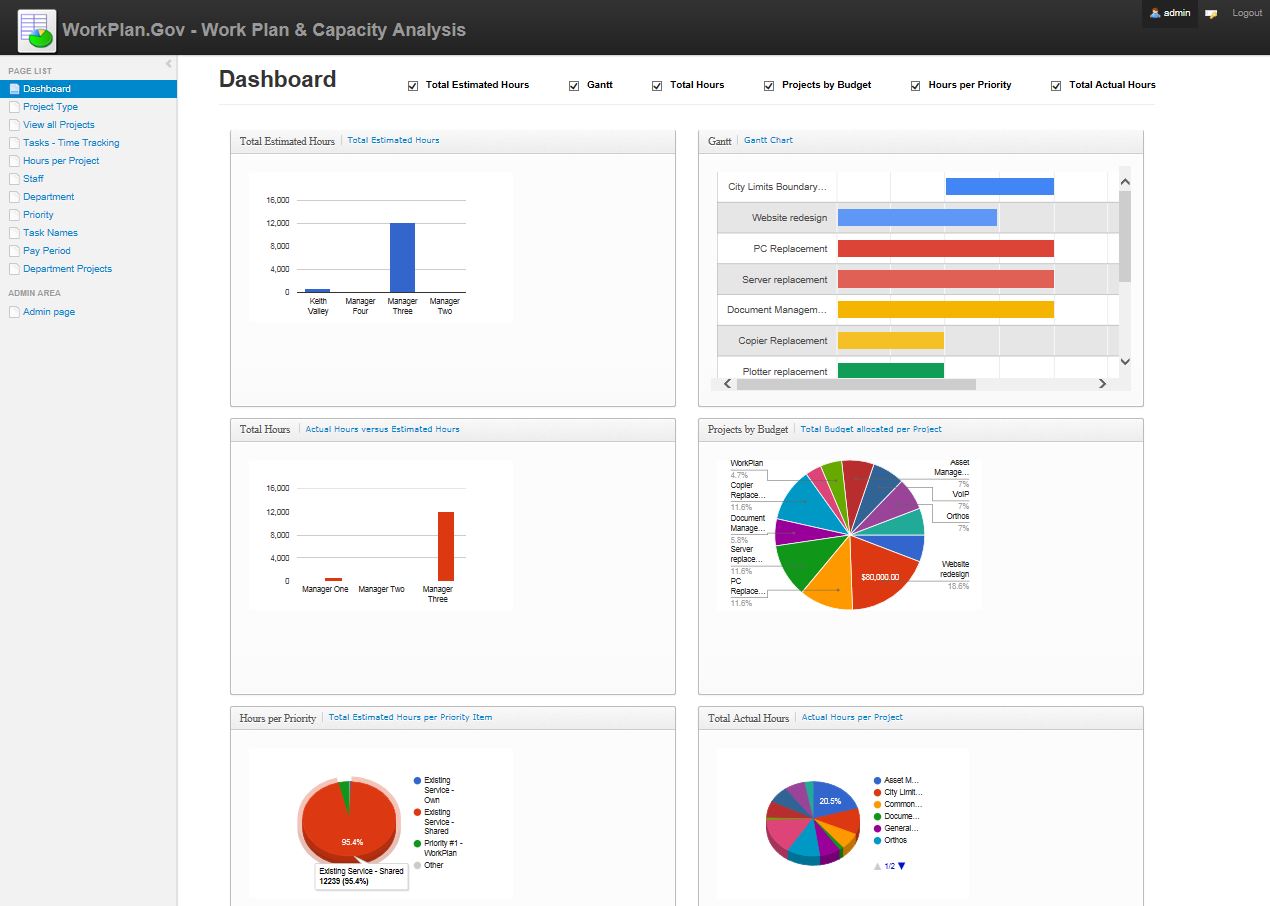 WorkPlan.Gov - Work Plan & Capacity Analysis
admin
Logout
PAGE LIST
Dashboard
Project Type
View all Projects
Tasks - Time Tracking
Hours per Project
Staff
Department
Priority
Task Names
Pay Period
Department Projects
ADMIN AREA
Admin page
Dashboard
Total Estimated Hours
Gantt
Total Hours
Projects by Budget
Hours per Priority
Total Actual Hours
Total Estimated Hours | Total Estimated Hours
16,000
12,000
8,000
4,000
0
Keith Valley
Manager Four
Manager Three
Manager Two
Gantt | Gantt Chart
City Limits Boundary...
Website redesign
PC Replacement
Server replacement
Document Managem...
Copier Replacement
Plotter replacement
Total Hours | Actual Hours versus Estimated Hours
16,000
12,000
8,000
4,000
0
Manager One
Manager Two
Manager Three
Projects by Budget | Total Budget allocated per Project
WorkPlan
4.7%
Copier
Replace...
11.6%
Document
Manage...
5.8%
Server
replace...
11.6%
PC
Replace...
11.6%
$80,000.00
Asset
Manage...
7%
VoIP
7%
Orthos
7%
Website
redesign
18.6%
Hours per Priority | Total Estimated Hours per Priority Item
95.4%
Existing Service - Shared
12239 (95.4%)
Existing
Service -
Own
Existing
Service -
Shared
Priority #1 -
WorkPlan
Other
Total Actual Hours | Actual Hours per Project
20.5%
Asset M...
City Limit...
Common...
Docume...
General...
Orthos
1/2